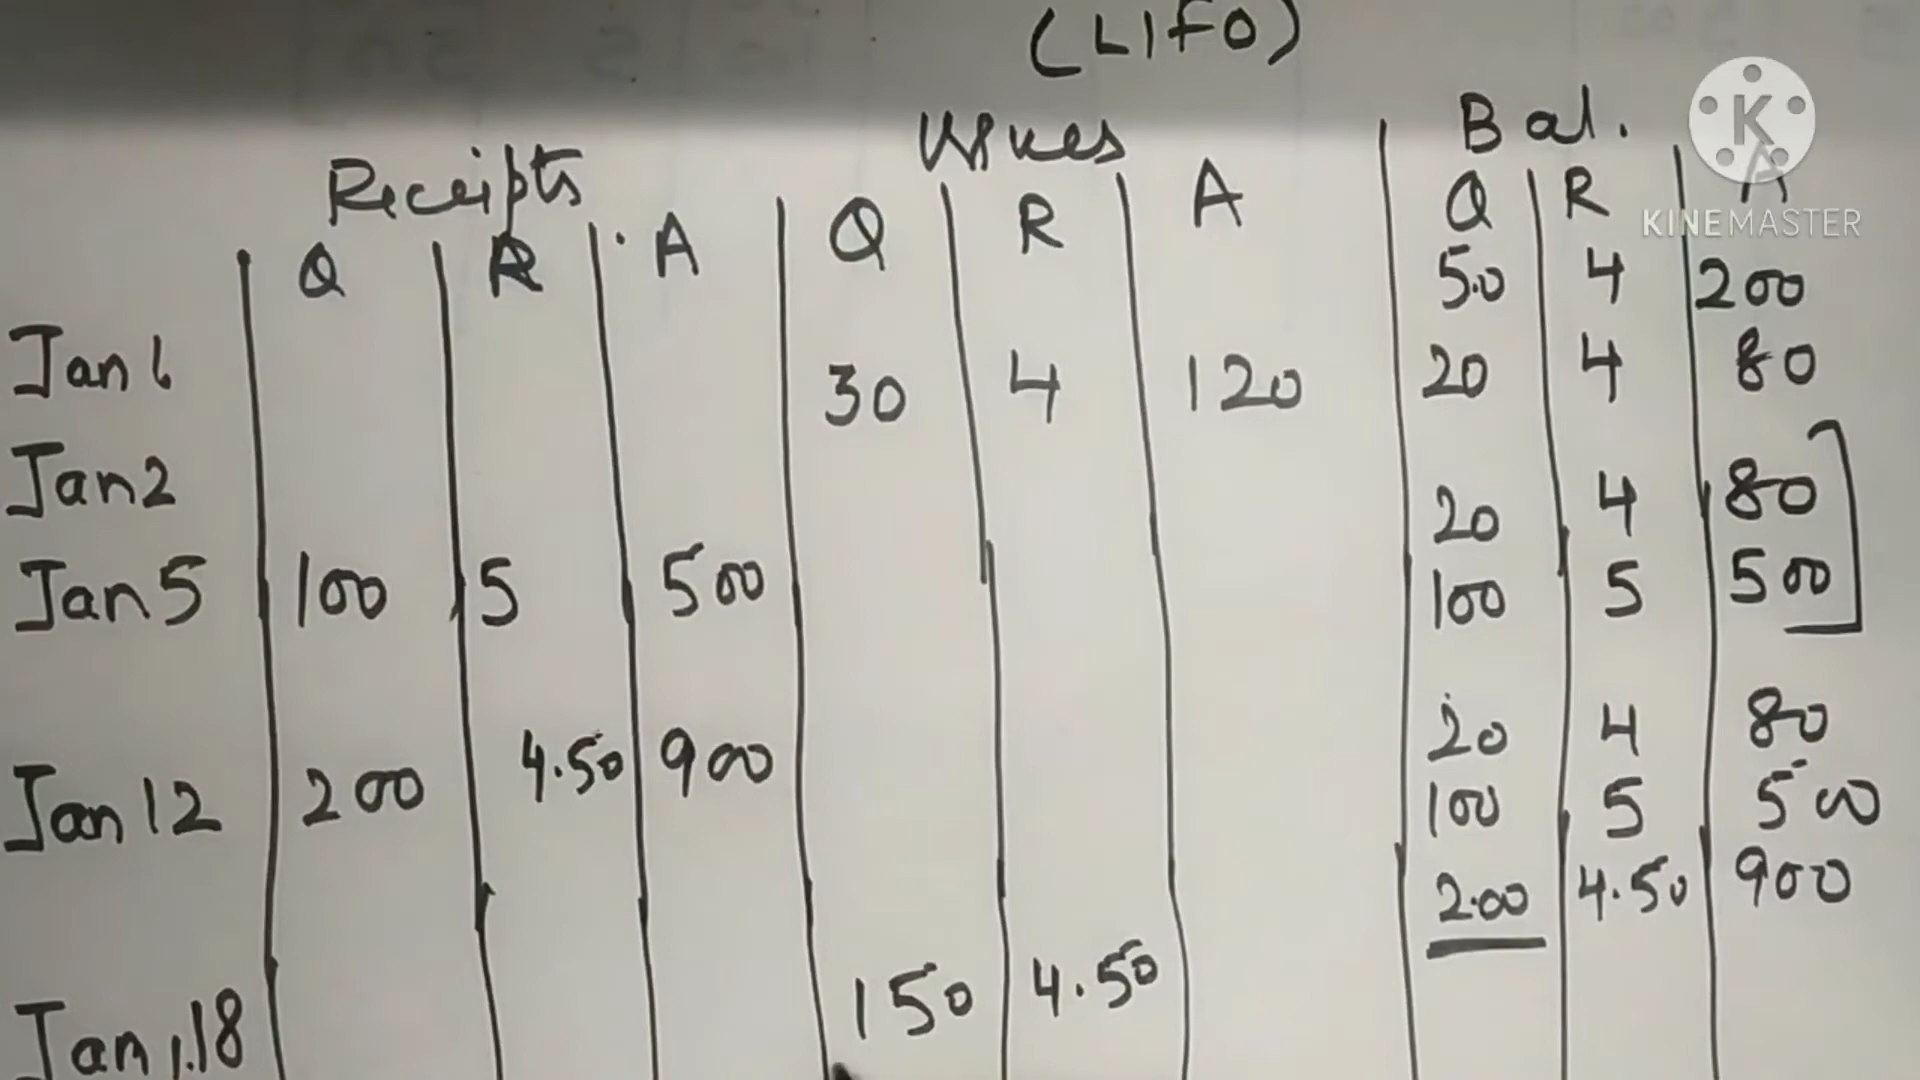 (LIFO)
Receipts Issues Bal.
Q R A Q R A Q R A
50 4 200
Jan 1 30 4 120 20 4 80
Jan 2
20 4 80
Jan 5 100 5 500 100 5 500
20 4 80
Jan 12 200 4.50 900 100 5 500
200 4.50 900
Jan, 18 150 4.50
K
KINEMASTER